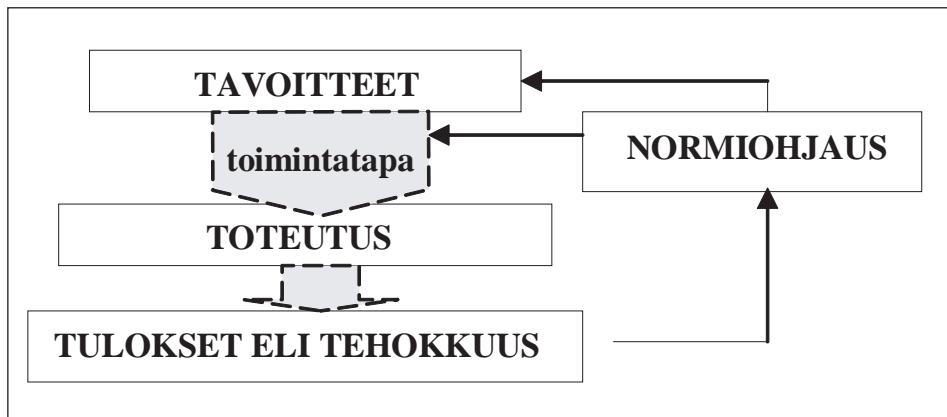 TAVOITTEET
toimintatapa
NORMIOHJAUS
TOTEUTUS
TULOKSET ELI TEHOKKUUS